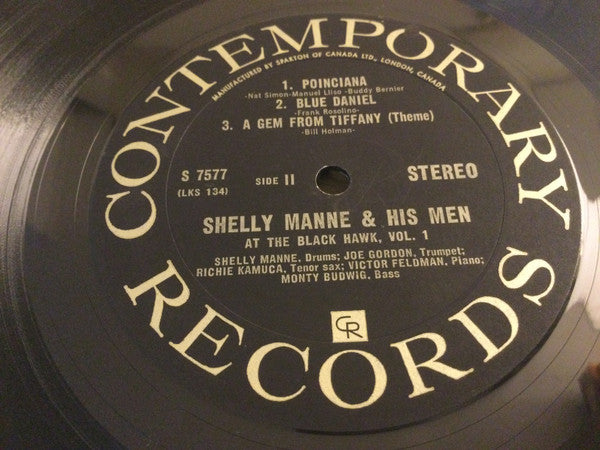 CONTEMPORARY
MANUFACTURED BY SPARTON OF CANADA LTD., LONDON, CANADA
1. POINCIANA
-Nat Simon-Manuel Lliso -Buddy Bernier
2. BLUE DANIEL
-Frank Rosolino-
3. A GEM FROM TIFFANY (Theme)
-Bill Holman-
S 7577
(LKS 134)
SIDE II
STEREO
SHELLY MANNE & HIS MEN
AT THE BLACK HAWK, VOL. 1
SHELLY MANNE, Drums; JOE GORDON, Trumpet;
RICHIE KAMUCA, Tenor sax; VICTOR FELDMAN, Piano;
MONTY BUDWIG, Bass
CR
RECORDS